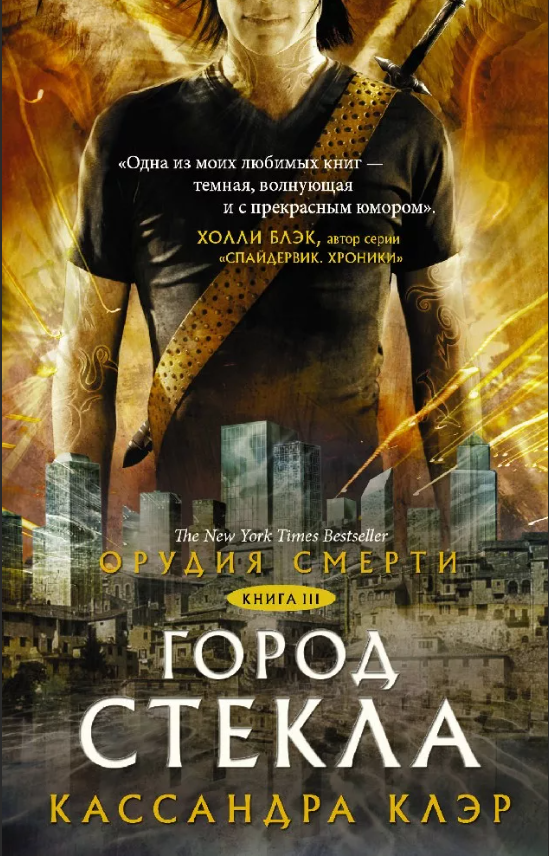 «Одна из моих любимых книг —
темная, волнующая
и с прекрасным юмором».
ХОЛЛИ БЛЭК, автор серии
«СПАЙДЕРВИК. ХРОНИКИ»
The New York Times Bestseller
ОРУДИЯ СМЕРТИ
КНИГА III
ГОРОД
СТЕКЛА
КАССАНДРА КЛЭР